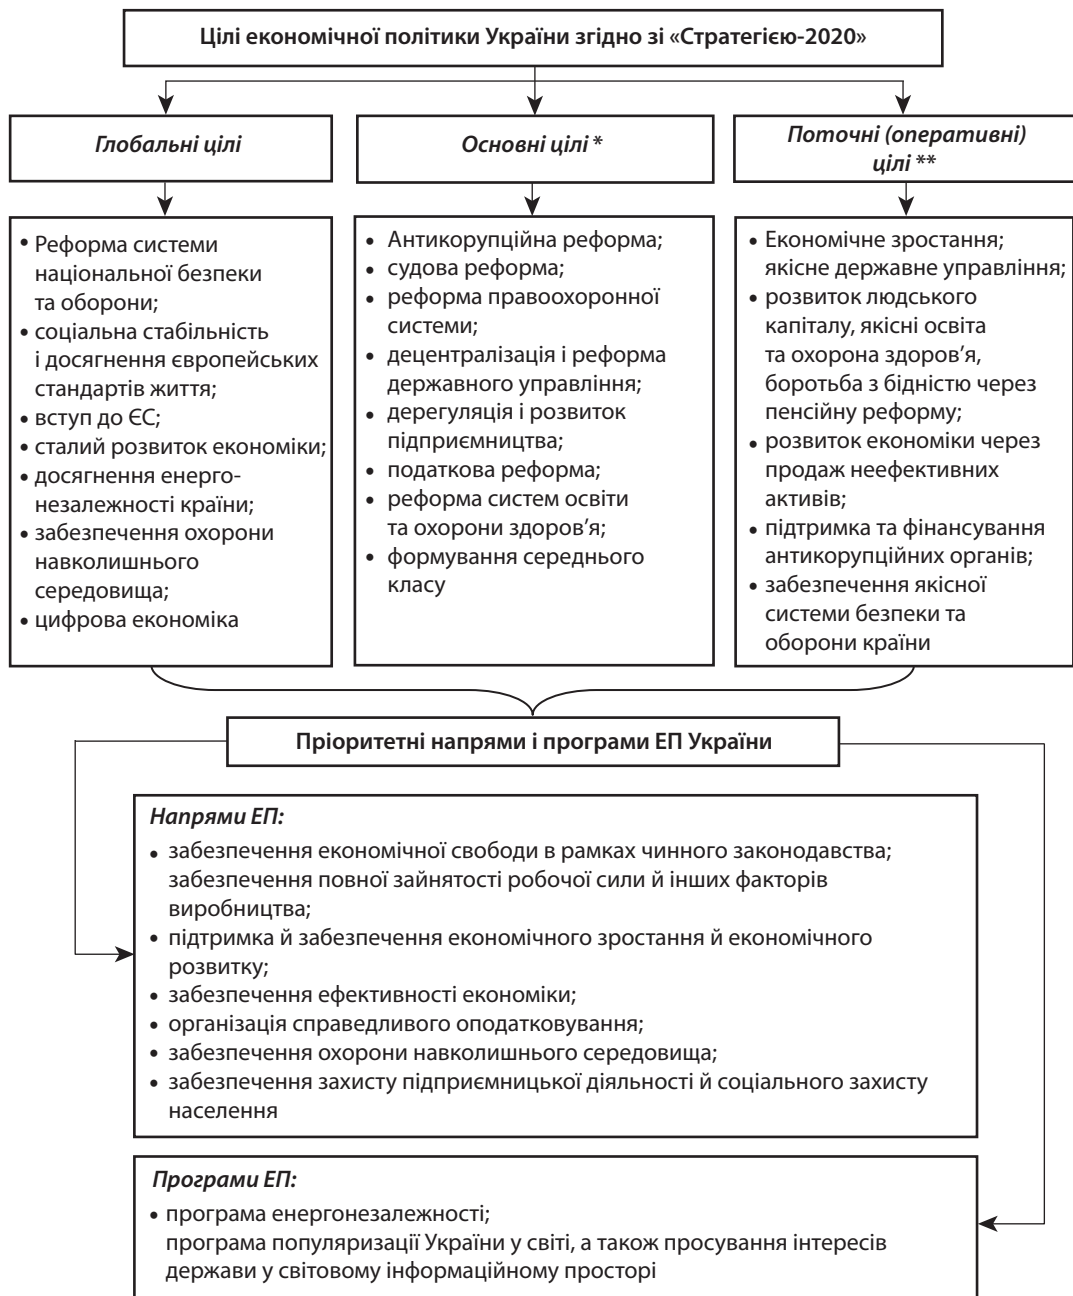 Цілі економічної політики України згідно зі «Стратегією-2020»
Глобальні цілі
Основні цілі *
Поточні (оперативні)
цілі **
• Реформа системи
національної безпеки
та оборони;
• соціальна стабільність
і досягнення європейських
стандартів життя;
• вступ до ЄС;
• сталий розвиток економіки;
• досягнення енерго-
незалежності країни;
• забезпечення охорони
навколишнього
середовища;
• цифрова економіка
• Антикорупційна реформа;
• судова реформа;
• реформа правоохоронної
системи;
• децентралізація і реформа
державного управління;
• дерегуляція і розвиток
підприємництва;
• податкова реформа;
• реформа систем освіти
та охорони здоров’я;
• формування середнього
класу
• Економічне зростання;
якісне державне управління;
• розвиток людського
капіталу, якісні освіта
та охорона здоров’я,
боротьба з бідністю через
пенсійну реформу;
• розвиток економіки через
продаж неефективних
активів;
• підтримка та фінансування
антикорупційних органів;
• забезпечення якісної
системи безпеки та
оборони країни
Пріоритетні напрями і програми ЕП України
Напрями ЕП:
• забезпечення економічної свободи в рамках чинного законодавства;
забезпечення повної зайнятості робочої сили й інших факторів
виробництва;
• підтримка й забезпечення економічного зростання й економічного
розвитку;
• забезпечення ефективності економіки;
• організація справедливого оподатковування;
• забезпечення охорони навколишнього середовища;
• забезпечення захисту підприємницької діяльності й соціального захисту
населення
Програми ЕП:
• програма енергонезалежності;
програма популяризації України у світі, а також просування інтересів
держави у світовому інформаційному просторі